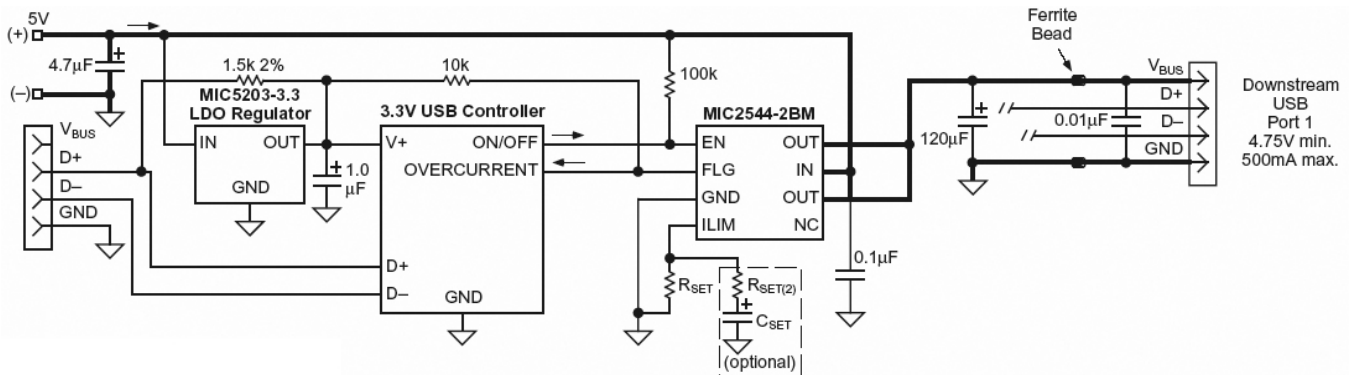 5V
(+)
4.7µF
(–)
1.5k 2%
10k
100k
MIC5203-3.3
LDO Regulator
IN
OUT
GND
1.0
µF
3.3V USB Controller
V+
ON/OFF
OVERCURRENT
D+
D–
GND
VBUS
D+
D–
GND
MIC2544-2BM
EN
FLG
GND
ILIM
OUT
IN
OUT
NC
RSET
RSET(2)
CSET
(optional)
0.1µF
120µF
Ferrite
Bead
0.01µF
VBUS
D+
D–
GND
Downstream
USB
Port 1
4.75V min.
500mA max.